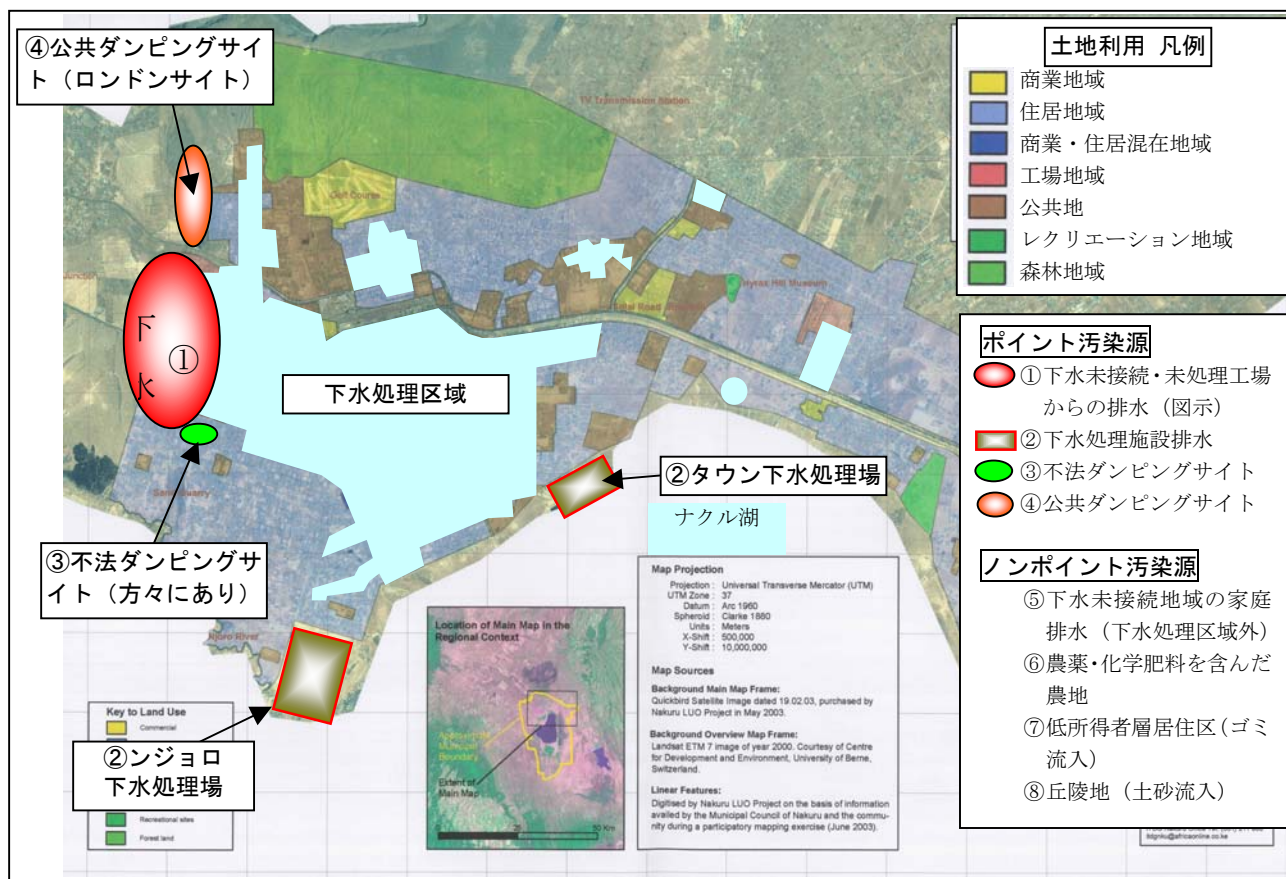 ④公共ダンピングサイ
ト（ロンドンサイト）
TV Transmission Station
Golf Course
Hyrax Hill Museum
下
水
①
下水処理区域
②タウン下水処理場
ナクル湖
③不法ダンピングサ
イト（方々にあり）
Njoro River
②ンジョロ
下水処理場
土地利用 凡例
商業地域
住居地域
商業・住居混在地域
工場地域
公共地
レクリエーション地域
森林地域
ポイント汚染源
①下水未接続・未処理工場
からの排水（図示）
②下水処理施設排水
③不法ダンピングサイト
④公共ダンピングサイト
ノンポイント汚染源
⑤下水未接続地域の家庭
排水（下水処理区域外）
⑥農薬・化学肥料を含んだ
農地
⑦低所得者層居住区（ゴミ
流入）
⑧丘陵地（土砂流入）
Key to Land Use
Commercial
Recreational sites
Forest land
Location of Main Map in the
Regional Context
Municipal
Boundary
Extent of
Main Map
50 Km
Map Projection
Projection : Universal Transverse Mercator (UTM)
UTM Zone : 37
Datum : Arc 1960
Spheroid : Clarke 1880
Units : Meters
X-Shift : 500,000
Y-Shift : 10,000,000
Map Sources
Background Main Map Frame:
Quickbird Satellite Image dated 19.02.03, purchased by
Nakuru LUO Project in May 2003.
Background Overview Map Frame:
Landsat ETM 7 image of year 2000. Courtesy of Centre
for Development and Environment, University of Berne,
Switzerland.
Linear Features:
Digitised by Nakuru LUO Project on the basis of information
availed by the Municipal Council of Nakuru and the commu-
nity during a participatory mapping exercise (June 2003).
itdgnku@africaonline.co.ke